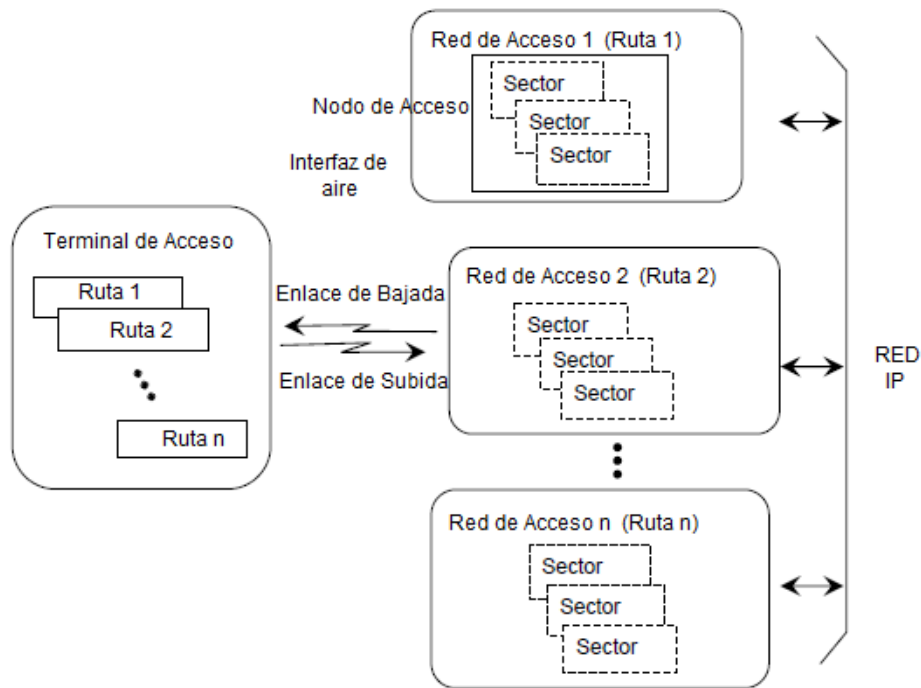 Red de Acceso 1 (Ruta 1)
Sector
Sector
Sector
Nodo de Acceso
Interfaz de
aire
Terminal de Acceso
Ruta 1
Ruta 2
Ruta n
Enlace de Bajada
Enlace de Subida
Red de Acceso 2 (Ruta 2)
Sector
Sector
Sector
RED
IP
Red de Acceso n (Ruta n)
Sector
Sector
Sector